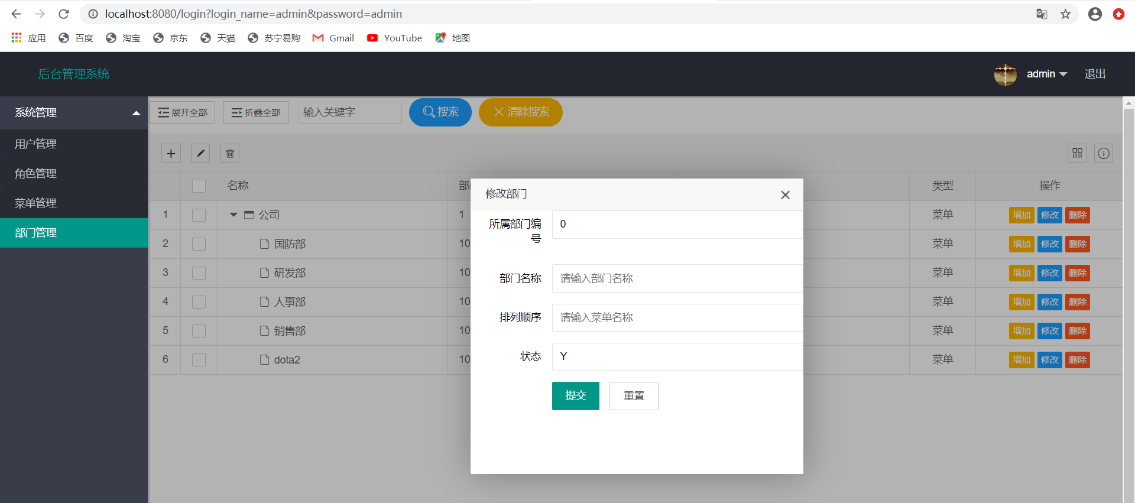 localhost:8080/login?login_name=admin&password=admin
应用 百度 淘宝 京东 天猫 苏宁易购 Gmail YouTube 地图
后台管理系统 admin 退出
系统管理
用户管理
角色管理
菜单管理
部门管理
展开全部 折叠全部 输入关键字 搜索 清除搜索
名称 部 类型 操作
1 公司 1 菜单 增加 修改 删除
2 国防部 10 菜单 增加 修改 删除
3 研发部 10 菜单 增加 修改 删除
4 人事部 10 菜单 增加 修改 删除
5 销售部 10 菜单 增加 修改 删除
6 dota2 10 菜单 增加 修改 删除
修改部门
所属部门编
号
0
部门名称 请输入部门名称
排列顺序 请输入菜单名称
状态 Y
提交 重置